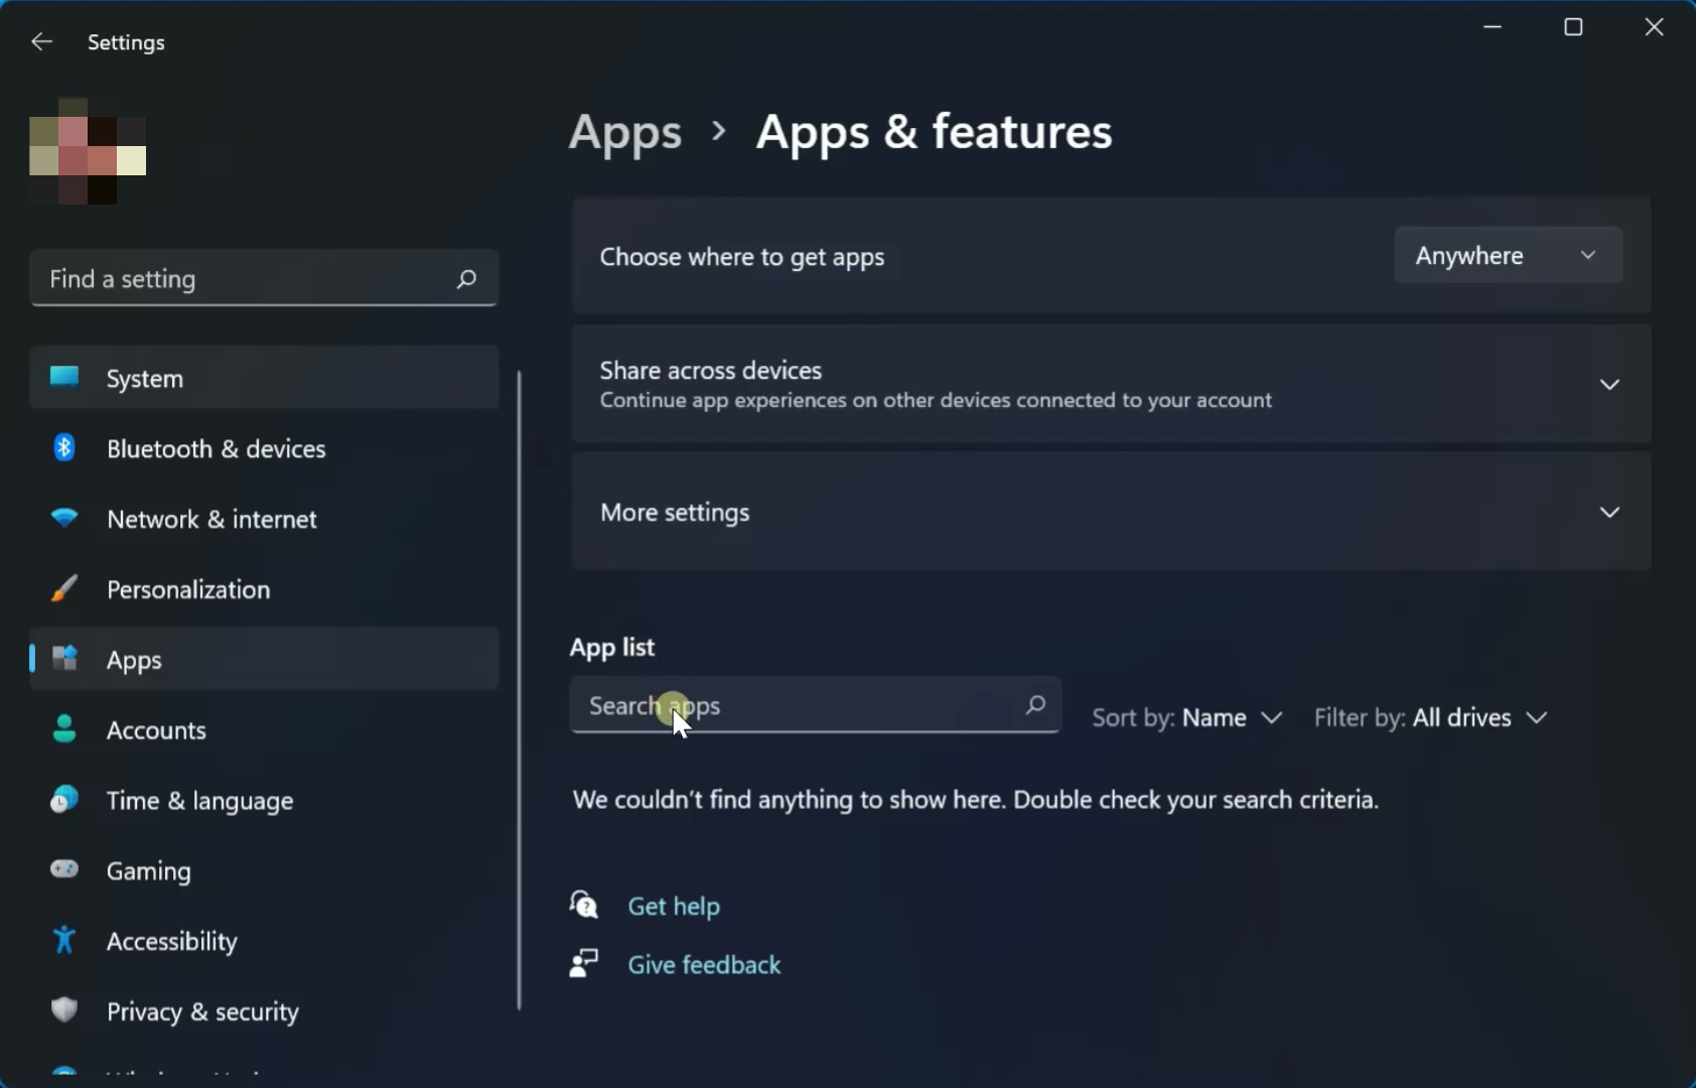 Settings
Find a setting
System
Bluetooth & devices
Network & internet
Personalization
Apps
Accounts
Time & language
Gaming
Accessibility
Privacy & security
Apps > Apps & features
Choose where to get apps
Anywhere
Share across devices
Continue app experiences on other devices connected to your account
More settings
App list
Search apps
Sort by: Name
Filter by: All drives
We couldn't find anything to show here. Double check your search criteria.
Get help
Give feedback